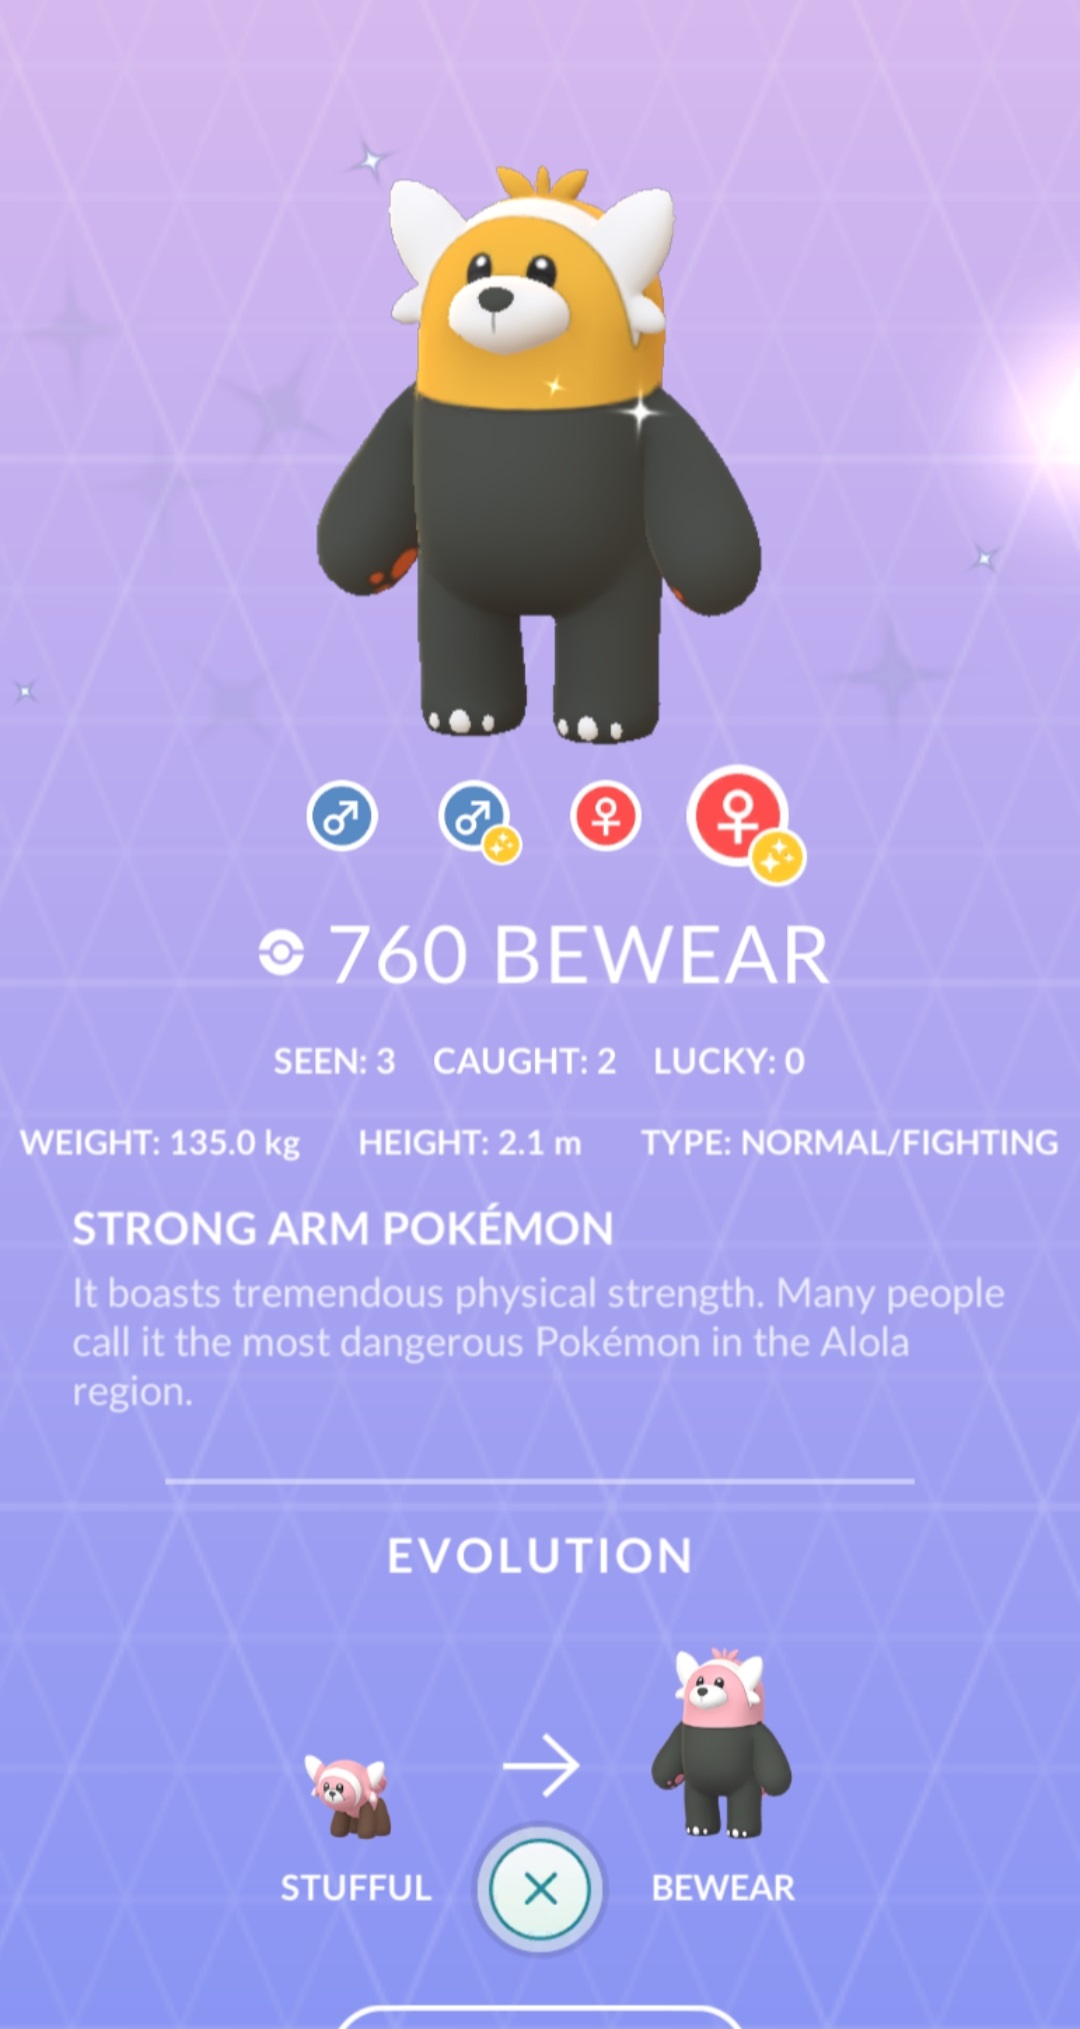 760 BEWEAR
SEEN: 3 CAUGHT: 2 LUCKY: 0
WEIGHT: 135.0 kg HEIGHT: 2.1 m TYPE: NORMAL/FIGHTING
STRONG ARM POKÉMON
It boasts tremendous physical strength. Many people
call it the most dangerous Pokémon in the Alola
region.
EVOLUTION
STUFFUL BEWEAR